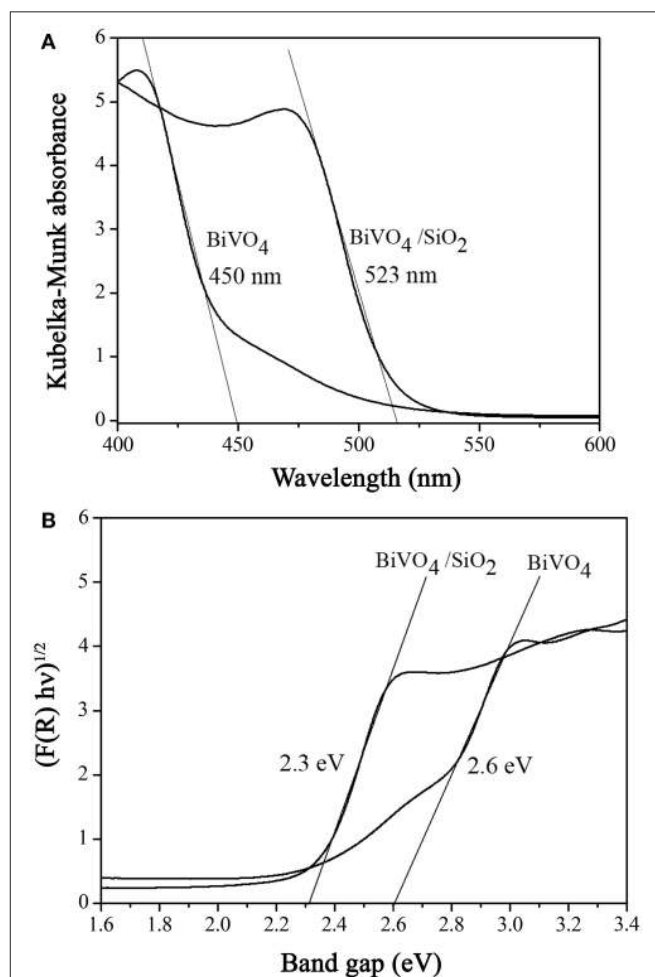 A
Kubelka-Munk absorbance
6
5
4
3
2
1
0
BiVO₄
450 nm
BiVO₄ /SiO₂
523 nm
400 450 500 550 600
Wavelength (nm)
B
(F(R) hν)¹/²
6
5
4
3
2
1
0
BiVO₄ /SiO₂
BiVO₄
2.3 eV
2.6 eV
1.6 1.8 2.0 2.2 2.4 2.6 2.8 3.0 3.2 3.4
Band gap (eV)